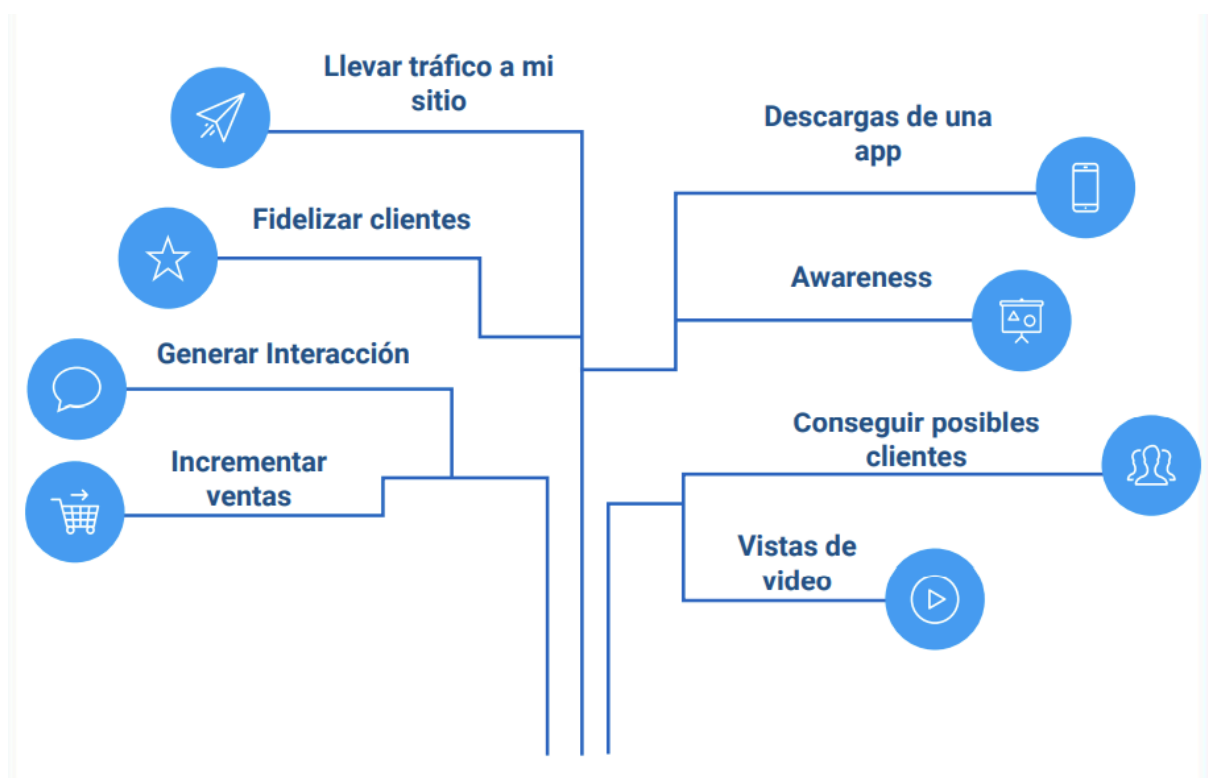 Llevar tráfico a mi
sitio
Fidelizar clientes
Generar Interacción
Incrementar
ventas
Descargas de una
app
Awareness
Conseguir posibles
clientes
Vistas de
video